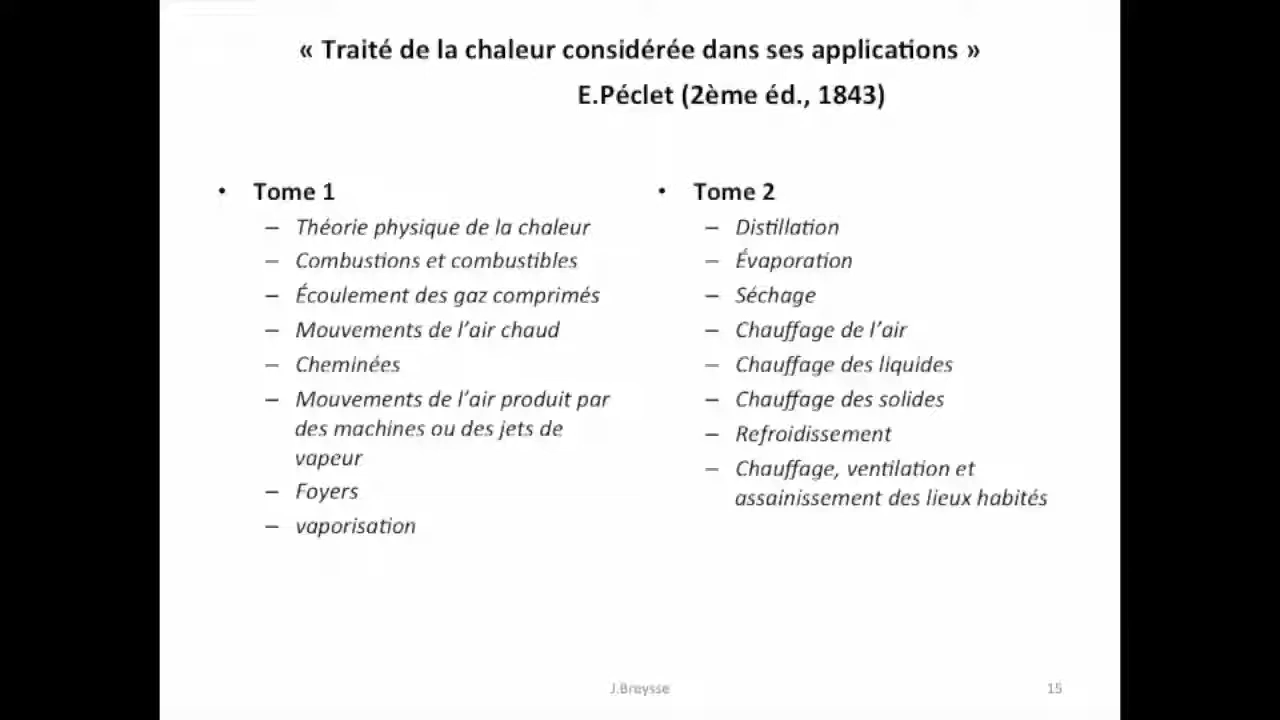 « Traité de la chaleur considérée dans ses applications »
E.Péclet (2ème éd., 1843)
• Tome 1
– Théorie physique de la chaleur
– Combustions et combustibles
– Écoulement des gaz comprimés
– Mouvements de l’air chaud
– Cheminées
– Mouvements de l’air produit par
des machines ou des jets de
vapeur
– Foyers
– vaporisation
• Tome 2
– Distillation
– Évaporation
– Séchage
– Chauffage de l’air
– Chauffage des liquides
– Chauffage des solides
– Refroidissement
– Chauffage, ventilation et
assainissement des lieux habités
J.Breysse
15